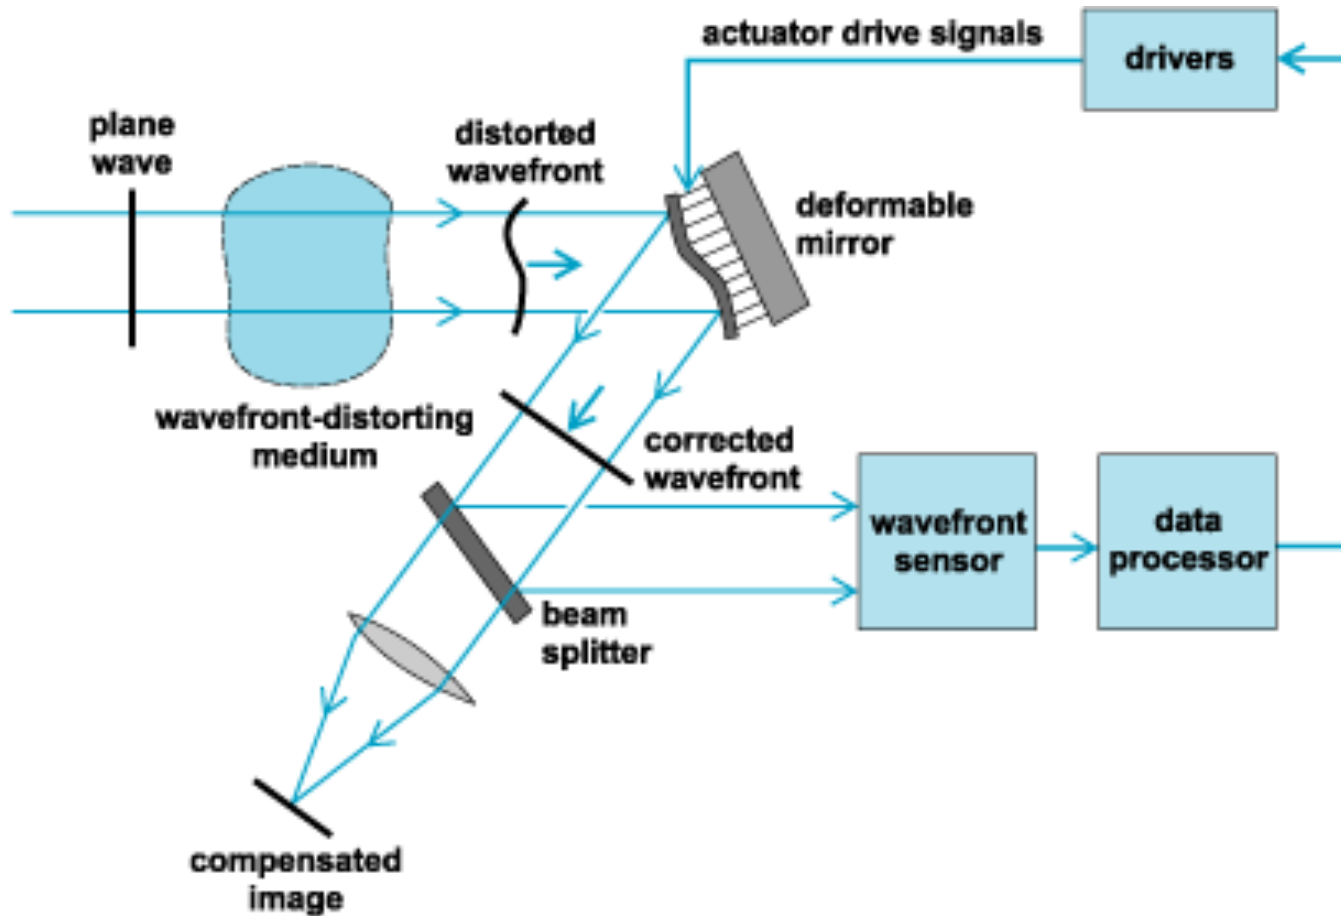 actuator drive signals
drivers
plane
wave
distorted
wavefront
deformable
mirror
wavefront-distorting
medium
corrected
wavefront
wavefront
sensor
data
processor
beam
splitter
compensated
image